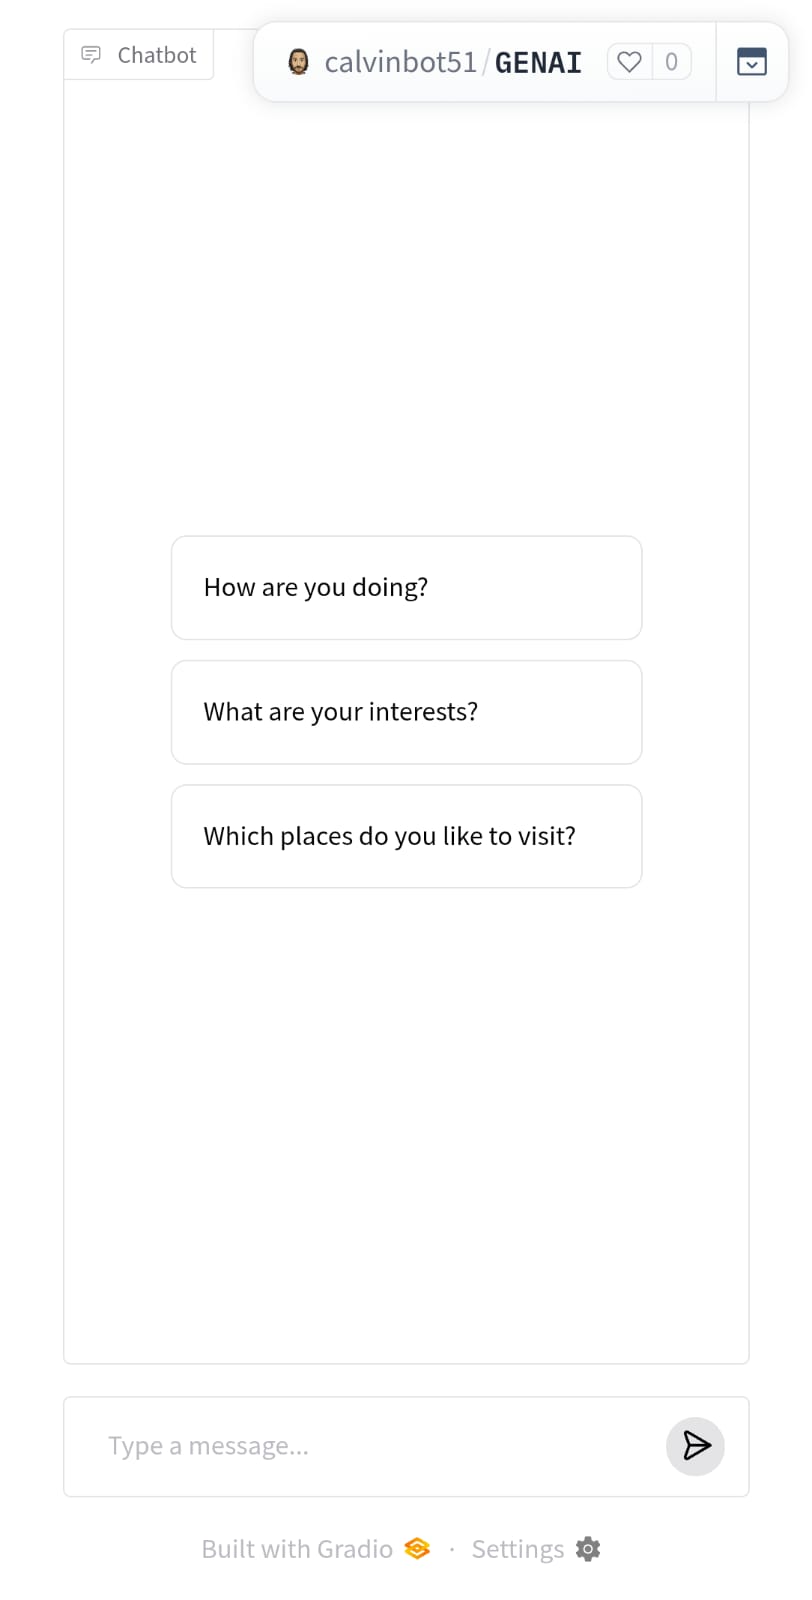 Chatbot
calvinbot51/GENAI 0
How are you doing?
What are your interests?
Which places do you like to visit?
Type a message...
Built with Gradio · Settings